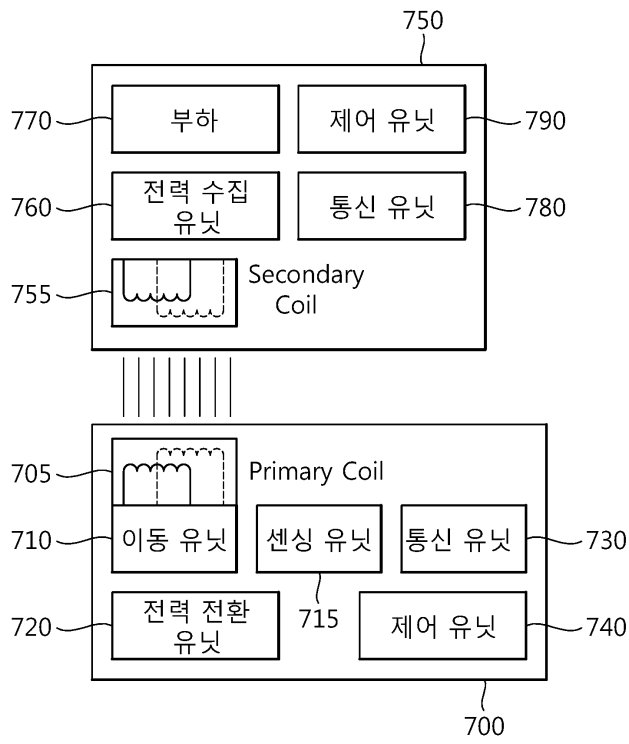 750
770
부하
제어 유닛
790
760
전력 수집
유닛
통신 유닛
780
755
Secondary
Coil
705
Primary Coil
710
이동 유닛
센싱 유닛
통신 유닛
730
720
전력 전환
유닛
715
제어 유닛
740
700